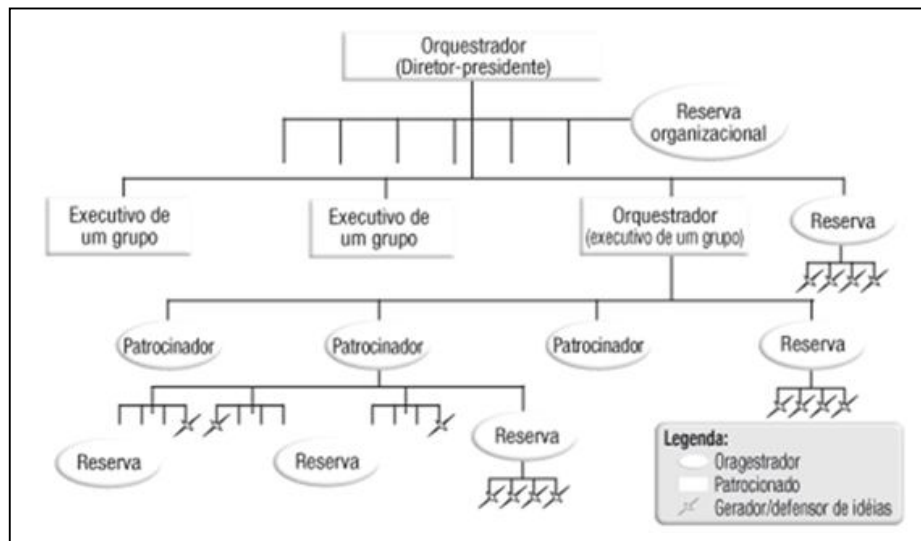 Orquestrador
(Diretor-presidente)
Reserva
organizacional
Executivo de
um grupo
Executivo de
um grupo
Orquestrador
(executivo de um grupo)
Reserva
Patrocinador
Patrocinador
Patrocinador
Reserva
Reserva
Reserva
Reserva
Legenda:
Oragestrador
Patrocionado
Gerador/defensor de idéias